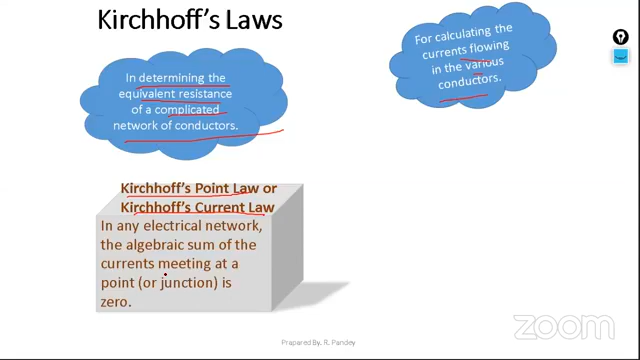 Kirchhoff's Laws
In determining the
equivalent resistance
of a complicated
network of conductors.
For calculating the
currents flowing
in the various
conductors.
Kirchhoff's Point Law or
Kirchhoff's Current Law
In any electrical network,
the algebraic sum of the
currents meeting at a
point (or junction) is
zero.
Prepared By. R. Pandey
zoom